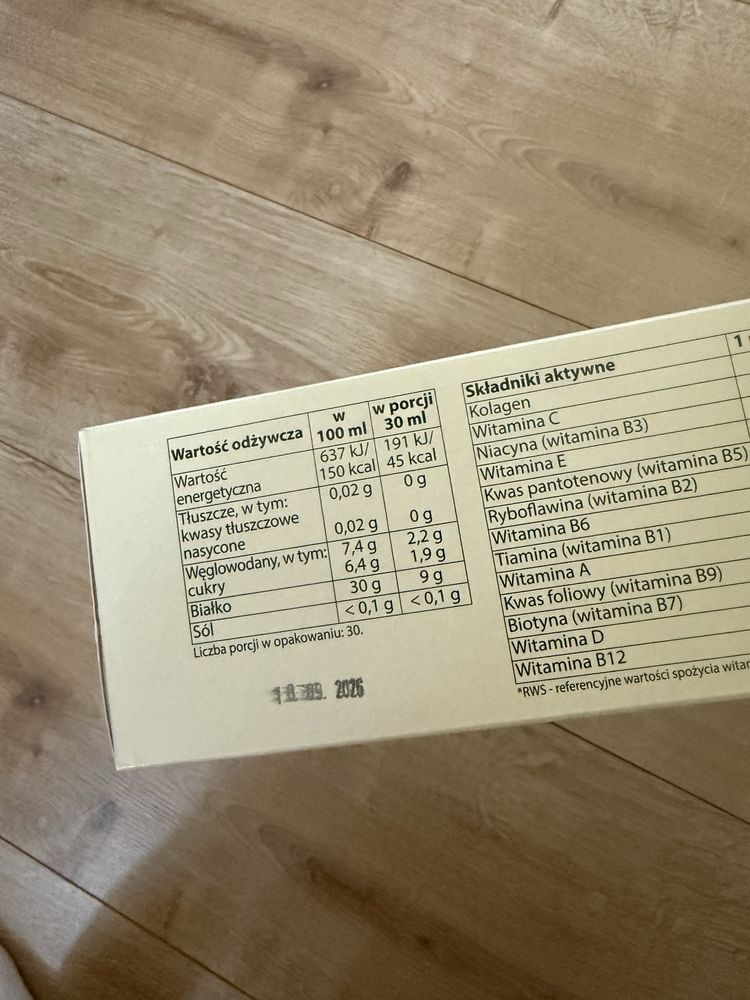 Wartość odżywcza w 100 ml w porcji 30 ml
Wartość energetyczna 637 kJ/ 150 kcal 191 kJ/ 45 kcal
Tłuszcze, w tym: 0,02 g 0 g
kwasy tłuszczowe nasycone 0,02 g 0 g
Węglowodany, w tym: 7,4 g 2,2 g
cukry 6,4 g 1,9 g
Białko 30 g 9 g
Sól < 0,1 g < 0,1 g
Liczba porcji w opakowaniu: 30.
09. 2026
Składniki aktywne 1
Kolagen
Witamina C
Niacyna (witamina B3)
Witamina E
Kwas pantotenowy (witamina B5)
Ryboflawina (witamina B2)
Witamina B6
Tiamina (witamina B1)
Witamina A
Kwas foliowy (witamina B9)
Biotyna (witamina B7)
Witamina D
Witamina B12
*RWS - referencyjne wartości spożycia